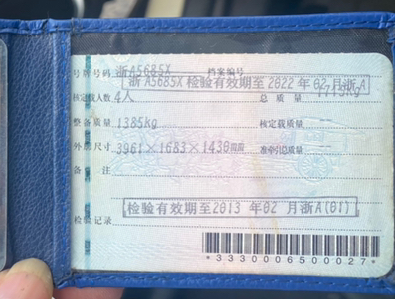 号牌号码 浙A5685X 档案编号
浙A5685X 检验有效期至2022年02月浙A
核定载人数 4人 总质量
整备质量 1385kg 核定载质量
外廓尺寸 3961×1683×1430 准牵引总质量
备注
检验有效期至2013年02月浙A(01)
检验记录
*3330006500027*